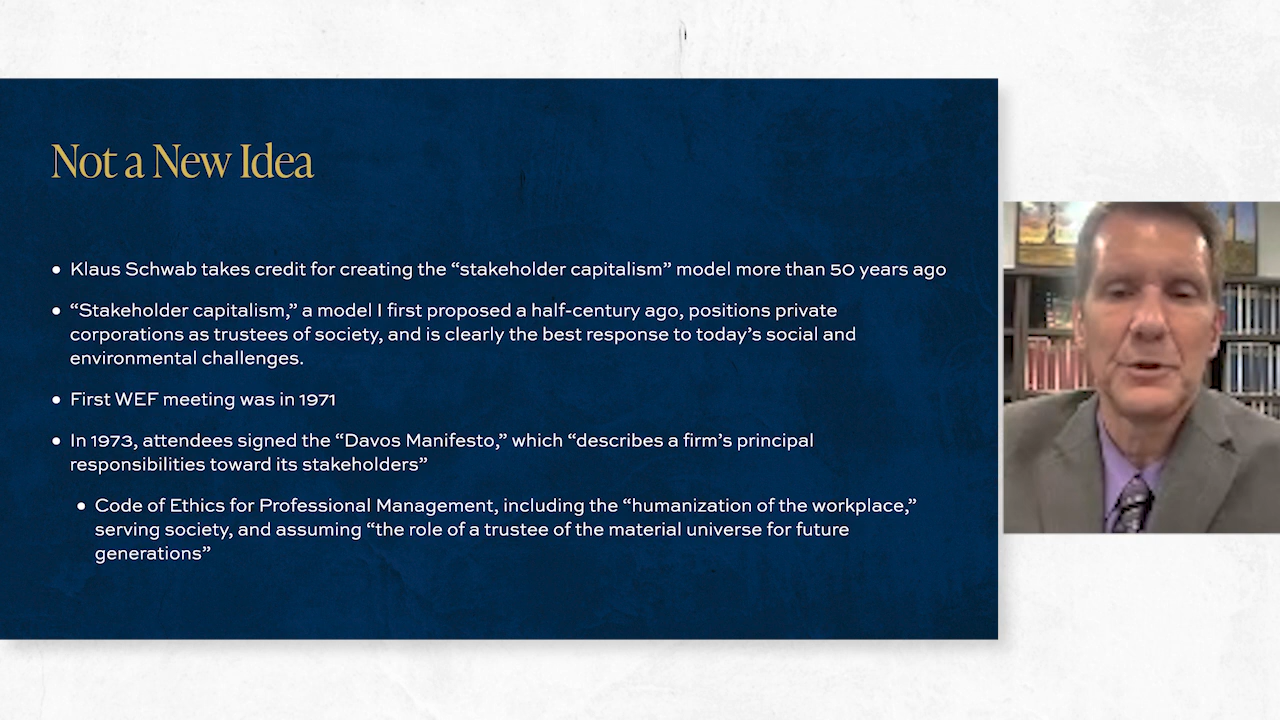 Not a New Idea
• Klaus Schwab takes credit for creating the “stakeholder capitalism” model more than 50 years ago
• “Stakeholder capitalism,” a model I first proposed a half-century ago, positions private
corporations as trustees of society, and is clearly the best response to today’s social and
environmental challenges.
• First WEF meeting was in 1971
• In 1973, attendees signed the “Davos Manifesto,” which “describes a firm’s principal
responsibilities toward its stakeholders”
• Code of Ethics for Professional Management, including the “humanization of the workplace,”
serving society, and assuming “the role of a trustee of the material universe for future
generations”